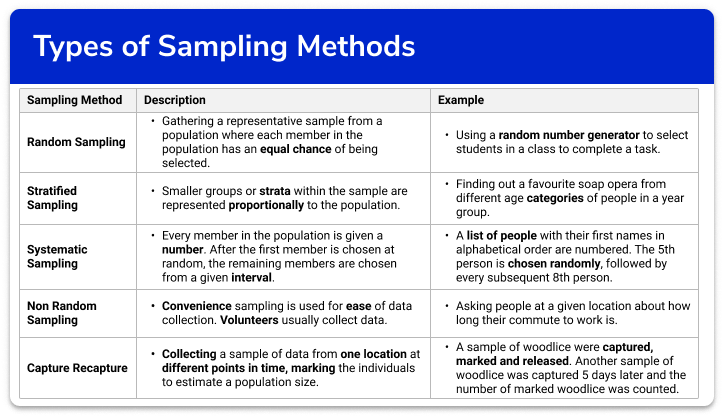 Types of Sampling Methods
Sampling Method
Description
Example
Random Sampling
• Gathering a representative sample from a
population where each member in the
population has an equal chance of being
selected.
• Using a random number generator to select
students in a class to complete a task.
Stratified
Sampling
• Smaller groups or strata within the sample are
represented proportionally to the population.
• Finding out a favourite soap opera from
different age categories of people in a year
group.
Systematic
Sampling
• Every member in the population is given a
number. After the first member is chosen at
random, the remaining members are chosen
from a given interval.
• A list of people with their first names in
alphabetical order are numbered. The 5th
person is chosen randomly, followed by
every subsequent 8th person.
Non Random
Sampling
• Convenience sampling is used for ease of data
collection. Volunteers usually collect data.
• Asking people at a given location about how
long their commute to work is.
Capture Recapture
• Collecting a sample of data from one location at
different points in time, marking the individuals
to estimate a population size.
• A sample of woodlice were captured,
marked and released. Another sample of
woodlice was captured 5 days later and the
number of marked woodlice was counted.